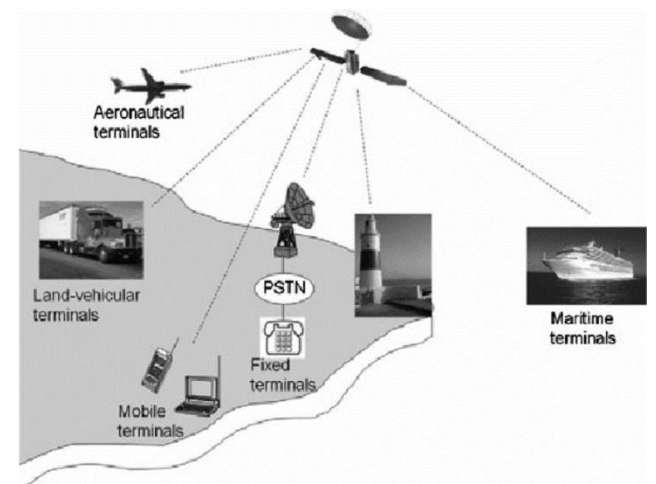 Aeronautical
terminals
Land-vehicular
terminals
PSTN
Fixed
terminals
Mobile
terminals
Maritime
terminals